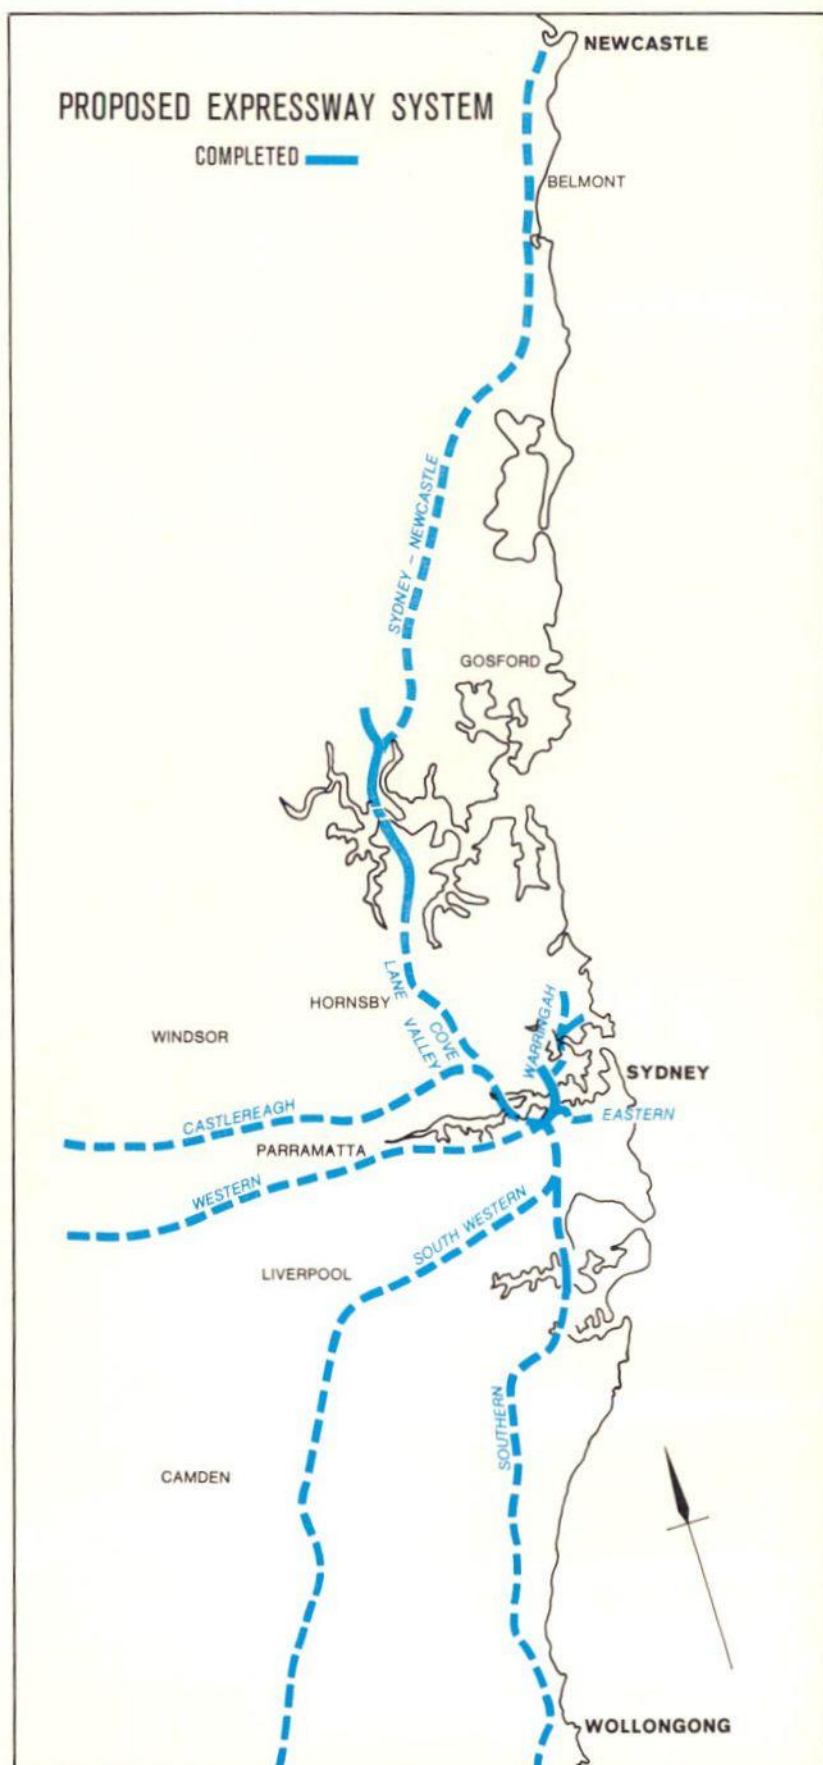 NEWCASTLE
PROPOSED EXPRESSWAY SYSTEM
COMPLETED
BELMONT
SYDNEY - NEWCASTLE
GOSFORD
LANE
COVE
VALLEY
HORNSBY
WINDSOR
WARRINGAH
SYDNEY
CASTLEREAGH
EASTERN
PARRAMATTA
WESTERN
SOUTH WESTERN
LIVERPOOL
SOUTHERN
CAMDEN
WOLLONGONG